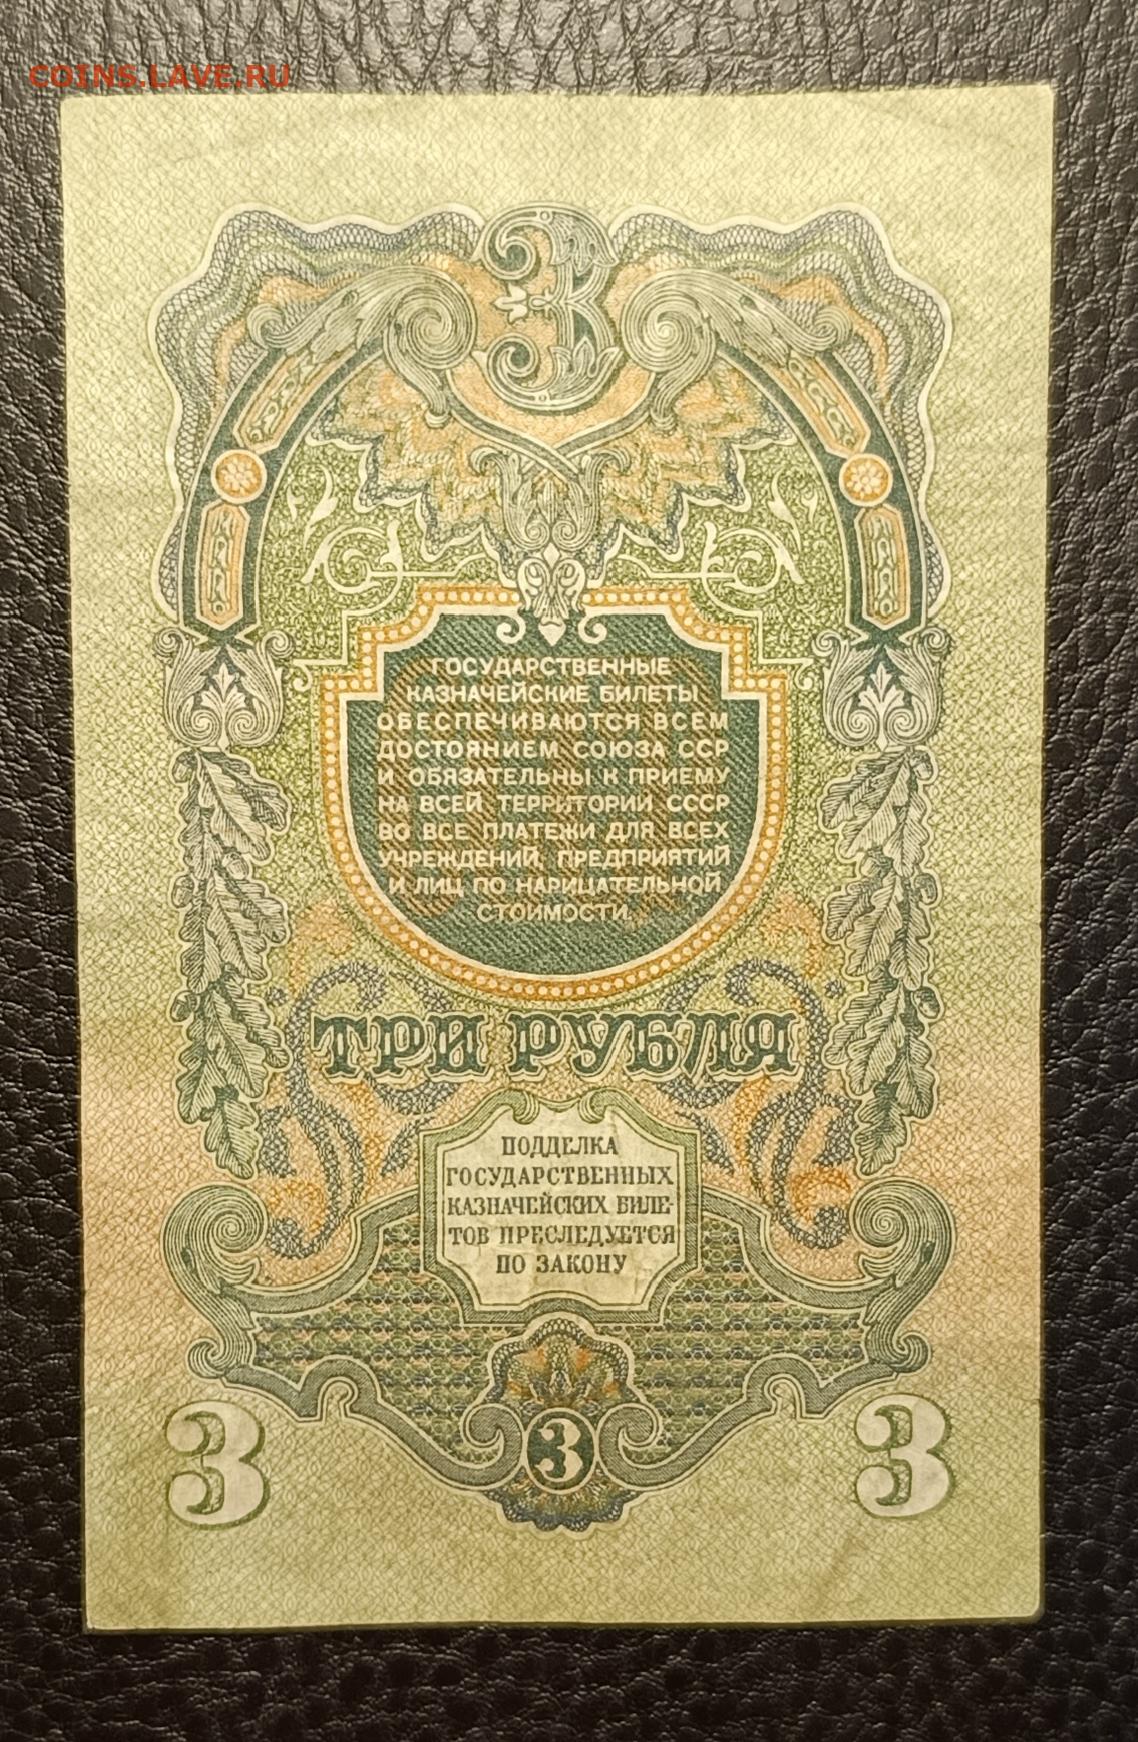 COINS.LAVE.RU
3
ГОСУДАРСТВЕННЫЕ
КАЗНАЧЕЙСКИЕ БИЛЕТЫ
ОБЕСПЕЧИВАЮТСЯ ВСЕМ
ДОСТОЯНИЕМ СОЮЗА ССР
И ОБЯЗАТЕЛЬНЫ К ПРИЕМУ
НА ВСЕЙ ТЕРРИТОРИИ СССР
ВО ВСЕ ПЛАТЕЖИ ДЛЯ ВСЕХ
УЧРЕЖДЕНИЙ, ПРЕДПРИЯТИЙ
И ЛИЦ ПО НАРИЦАТЕЛЬНОЙ
СТОИМОСТИ.
ТРИ РУБЛЯ
ПОДДЕЛКА
ГОСУДАРСТВЕННЫХ
КАЗНАЧЕЙСКИХ БИЛЕ-
ТОВ ПРЕСЛЕДУЕТСЯ
ПО ЗАКОНУ
3 3 3